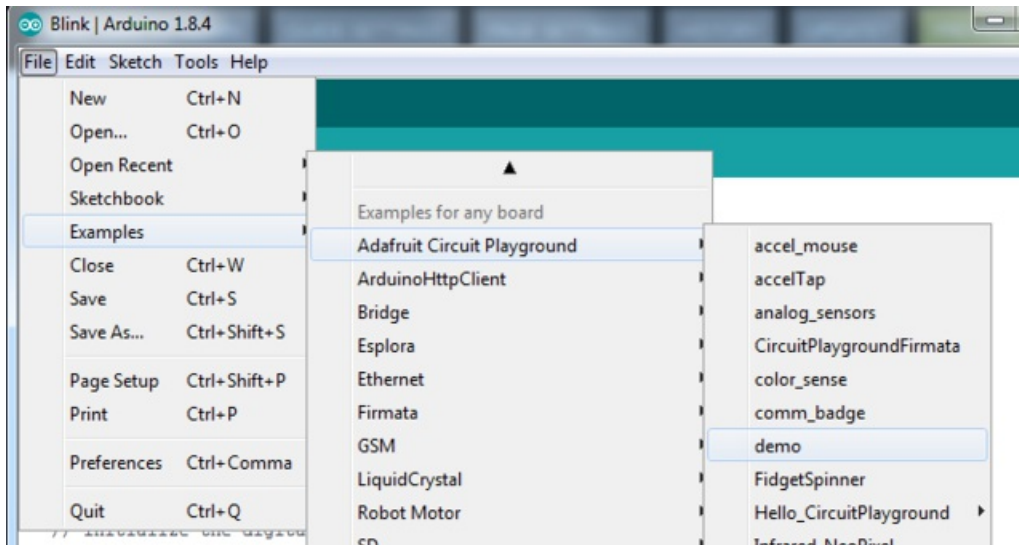 Blink | Arduino 1.8.4
File Edit Sketch Tools Help
New Ctrl+N
Open... Ctrl+O
Open Recent
Sketchbook
Examples
Close Ctrl+W
Save Ctrl+S
Save As... Ctrl+Shift+S
Page Setup Ctrl+Shift+P
Print Ctrl+P
Preferences Ctrl+Comma
Quit Ctrl+Q
▲
Examples for any board
Adafruit Circuit Playground
ArduinoHttpClient
Bridge
Esplora
Ethernet
Firmata
GSM
LiquidCrystal
Robot Motor
SD
accel_mouse
accelTap
analog_sensors
CircuitPlaygroundFirmata
color_sense
comm_badge
demo
FidgetSpinner
Hello_CircuitPlayground
Infrared_NeoPixel